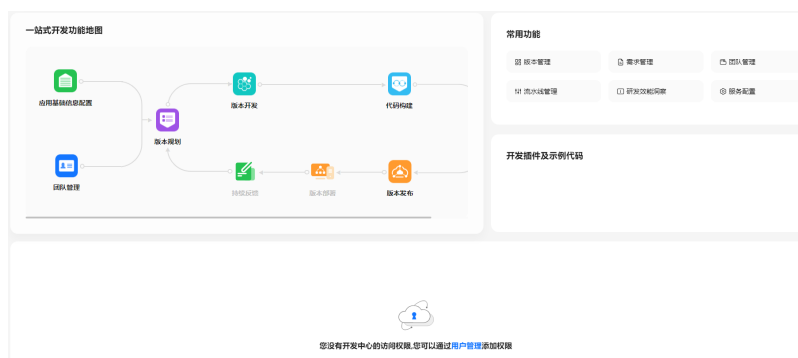 一站式开发功能地图
应用基础信息配置
团队管理
版本规划
版本开发
代码构建
持续反馈
版本部署
版本发布
常用功能
版本管理
需求管理
团队管理
流水线管理
研发效能洞察
服务配置
开发插件及示例代码
您没有开发中心的访问权限,您可以通过用户管理添加权限